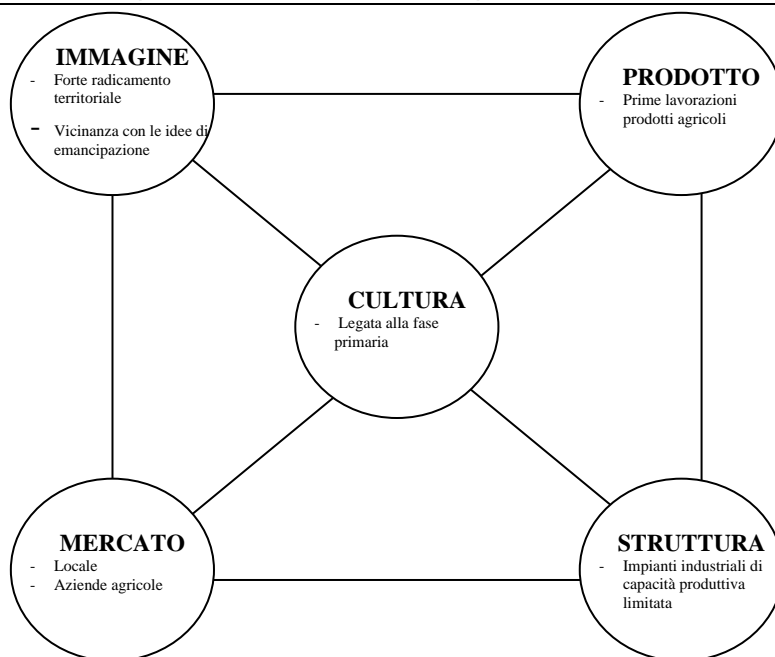 IMMAGINE
- Forte radicamento
territoriale
- Vicinanza con le idee di
emancipazione
PRODOTTO
- Prime lavorazioni
prodotti agricoli
CULTURA
- Legata alla fase
primaria
MERCATO
- Locale
- Aziende agricole
STRUTTURA
- Impianti industriali di
capacità produttiva
limitata